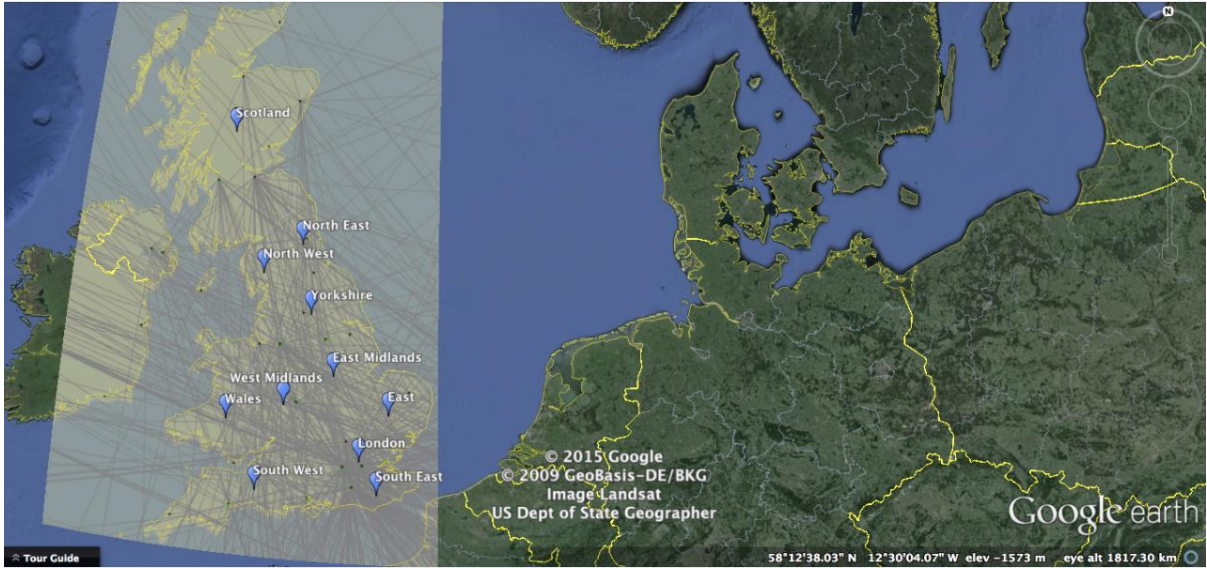 N
Scotland
North East
North West
Yorkshire
East Midlands
West Midlands
Wales
East
London
South West
South East
© 2015 Google
© 2009 GeoBasis-DE/BKG
Image Landsat
US Dept of State Geographer
Google earth
Tour Guide
58°12'38.03" N 12°30'04.07" W elev -1573 m eye alt 1817.30 km